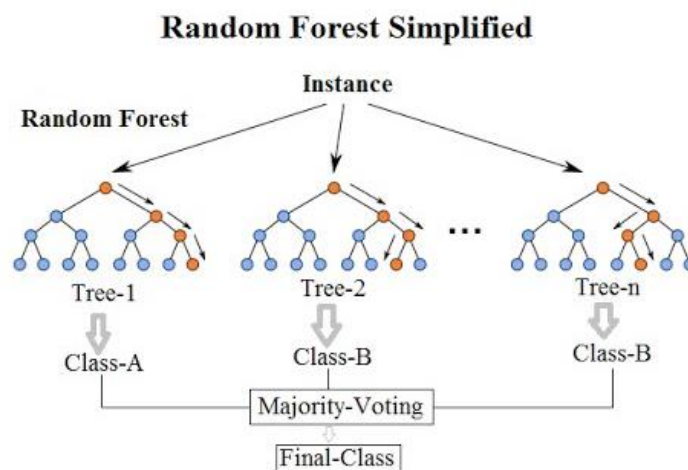 Random Forest Simplified
Instance
Random Forest
...
Tree-1 Tree-2 Tree-n
Class-A Class-B Class-B
Majority-Voting
Final-Class